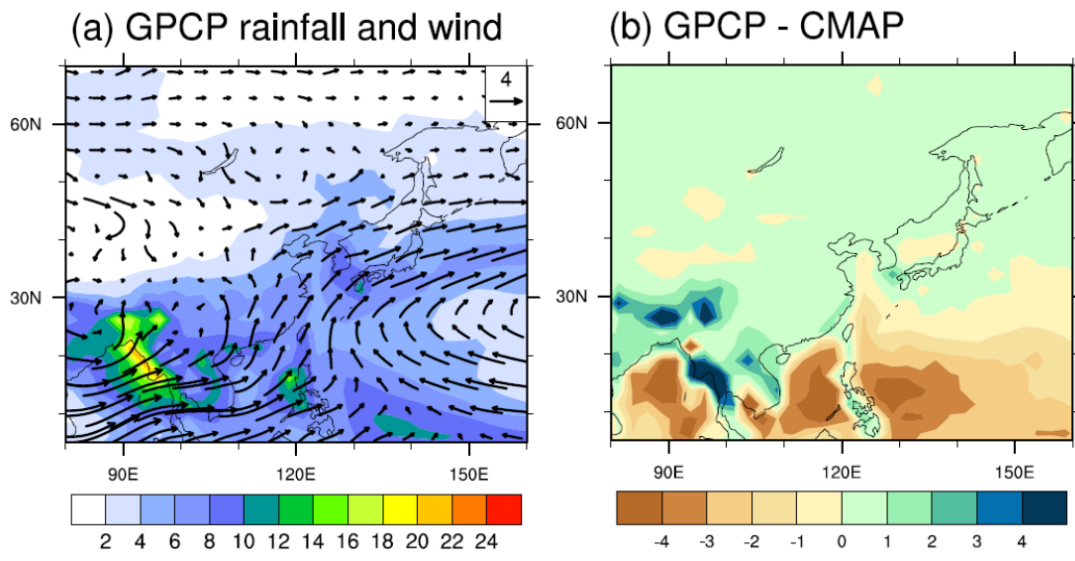 (a) GPCP rainfall and wind
4
60N
30N
90E 120E 150E
2 4 6 8 10 12 14 16 18 20 22 24
(b) GPCP - CMAP
60N
30N
90E 120E 150E
-4 -3 -2 -1 0 1 2 3 4